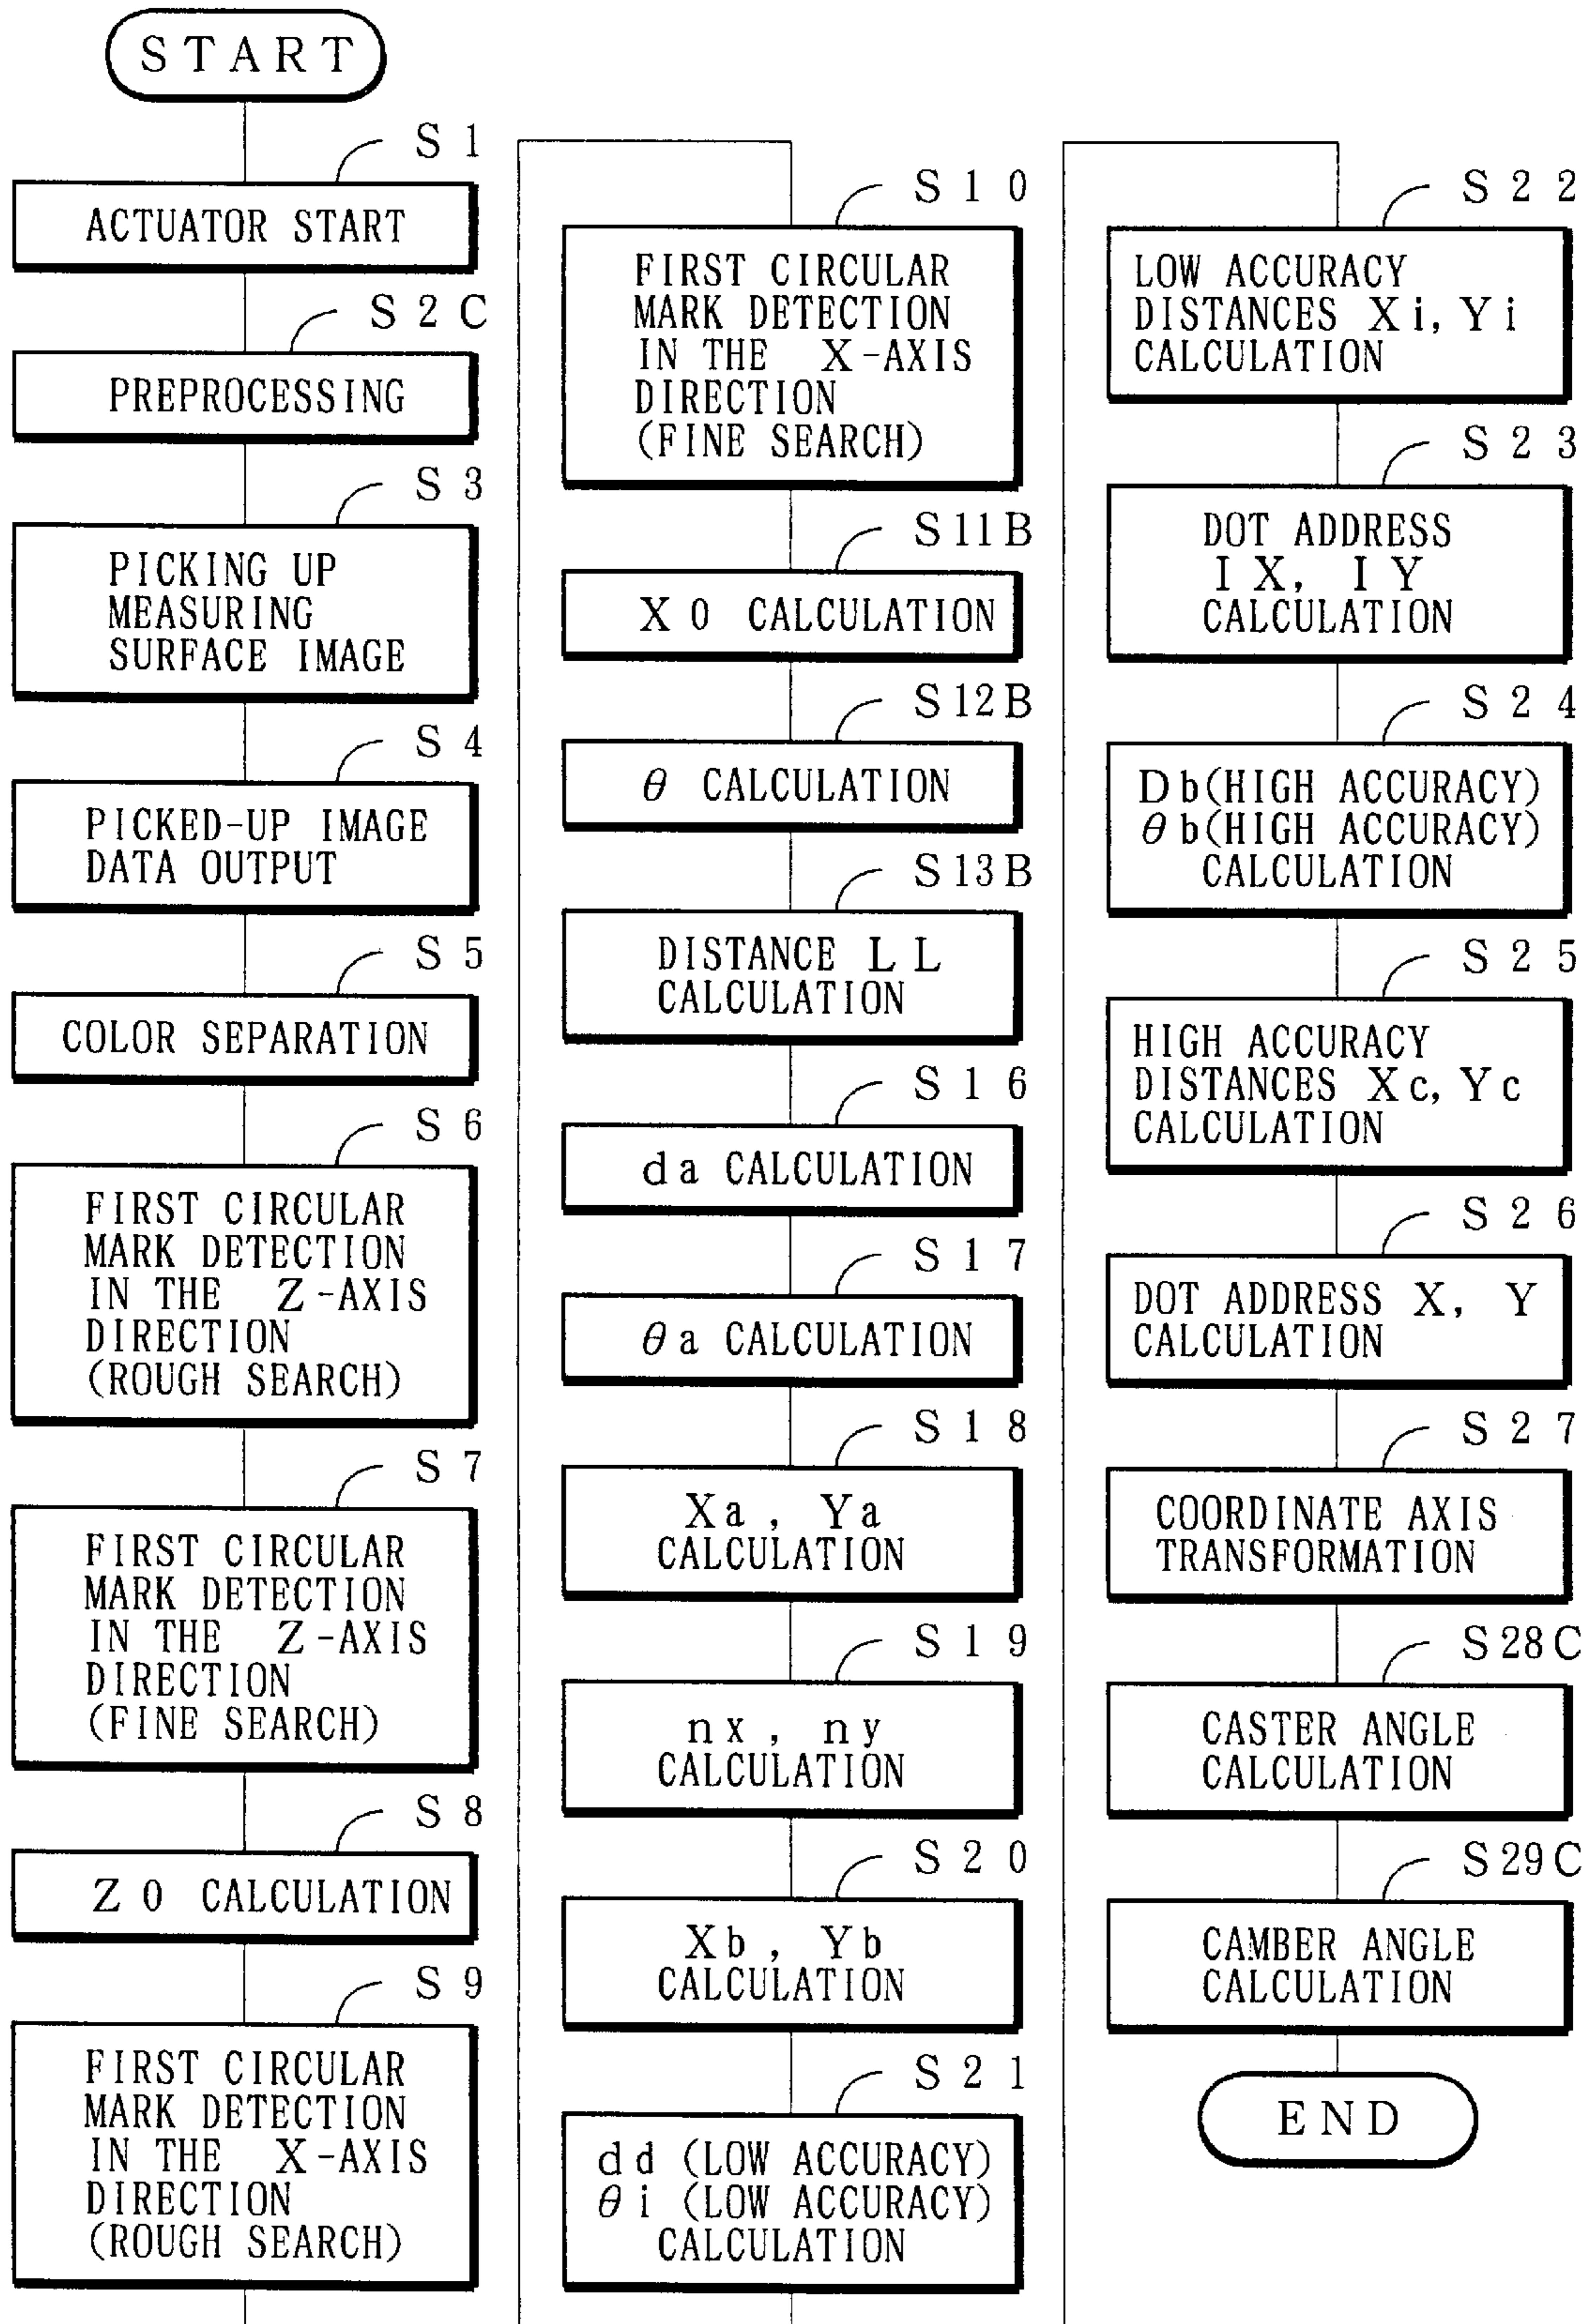 START
S1
ACTUATOR START
S2C
PREPROCESSING
S3
PICKING UP
MEASURING
SURFACE IMAGE
S4
PICKED-UP IMAGE
DATA OUTPUT
S5
COLOR SEPARATION
S6
FIRST CIRCULAR
MARK DETECTION
IN THE Z-AXIS
DIRECTION
(ROUGH SEARCH)
S7
FIRST CIRCULAR
MARK DETECTION
IN THE Z-AXIS
DIRECTION
(FINE SEARCH)
S8
Z0 CALCULATION
S9
FIRST CIRCULAR
MARK DETECTION
IN THE X-AXIS
DIRECTION
(ROUGH SEARCH)
S10
FIRST CIRCULAR
MARK DETECTION
IN THE X-AXIS
DIRECTION
(FINE SEARCH)
S11B
X0 CALCULATION
S12B
θ CALCULATION
S13B
DISTANCE LL
CALCULATION
S16
da CALCULATION
S17
θa CALCULATION
S18
Xa, Ya
CALCULATION
S19
nx, ny
CALCULATION
S20
Xb, Yb
CALCULATION
S21
dd (LOW ACCURACY)
θi (LOW ACCURACY)
CALCULATION
S22
LOW ACCURACY
DISTANCES Xi, Yi
CALCULATION
S23
DOT ADDRESS
IX, IY
CALCULATION
S24
Db(HIGH ACCURACY)
θb(HIGH ACCURACY)
CALCULATION
S25
HIGH ACCURACY
DISTANCES Xc, Yc
CALCULATION
S26
DOT ADDRESS X, Y
CALCULATION
S27
COORDINATE AXIS
TRANSFORMATION
S28C
CASTER ANGLE
CALCULATION
S29C
CAMBER ANGLE
CALCULATION
END